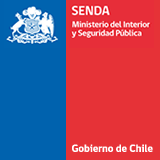 SENDA
Ministerio del Interior
y Seguridad Pública
Gobierno de Chile